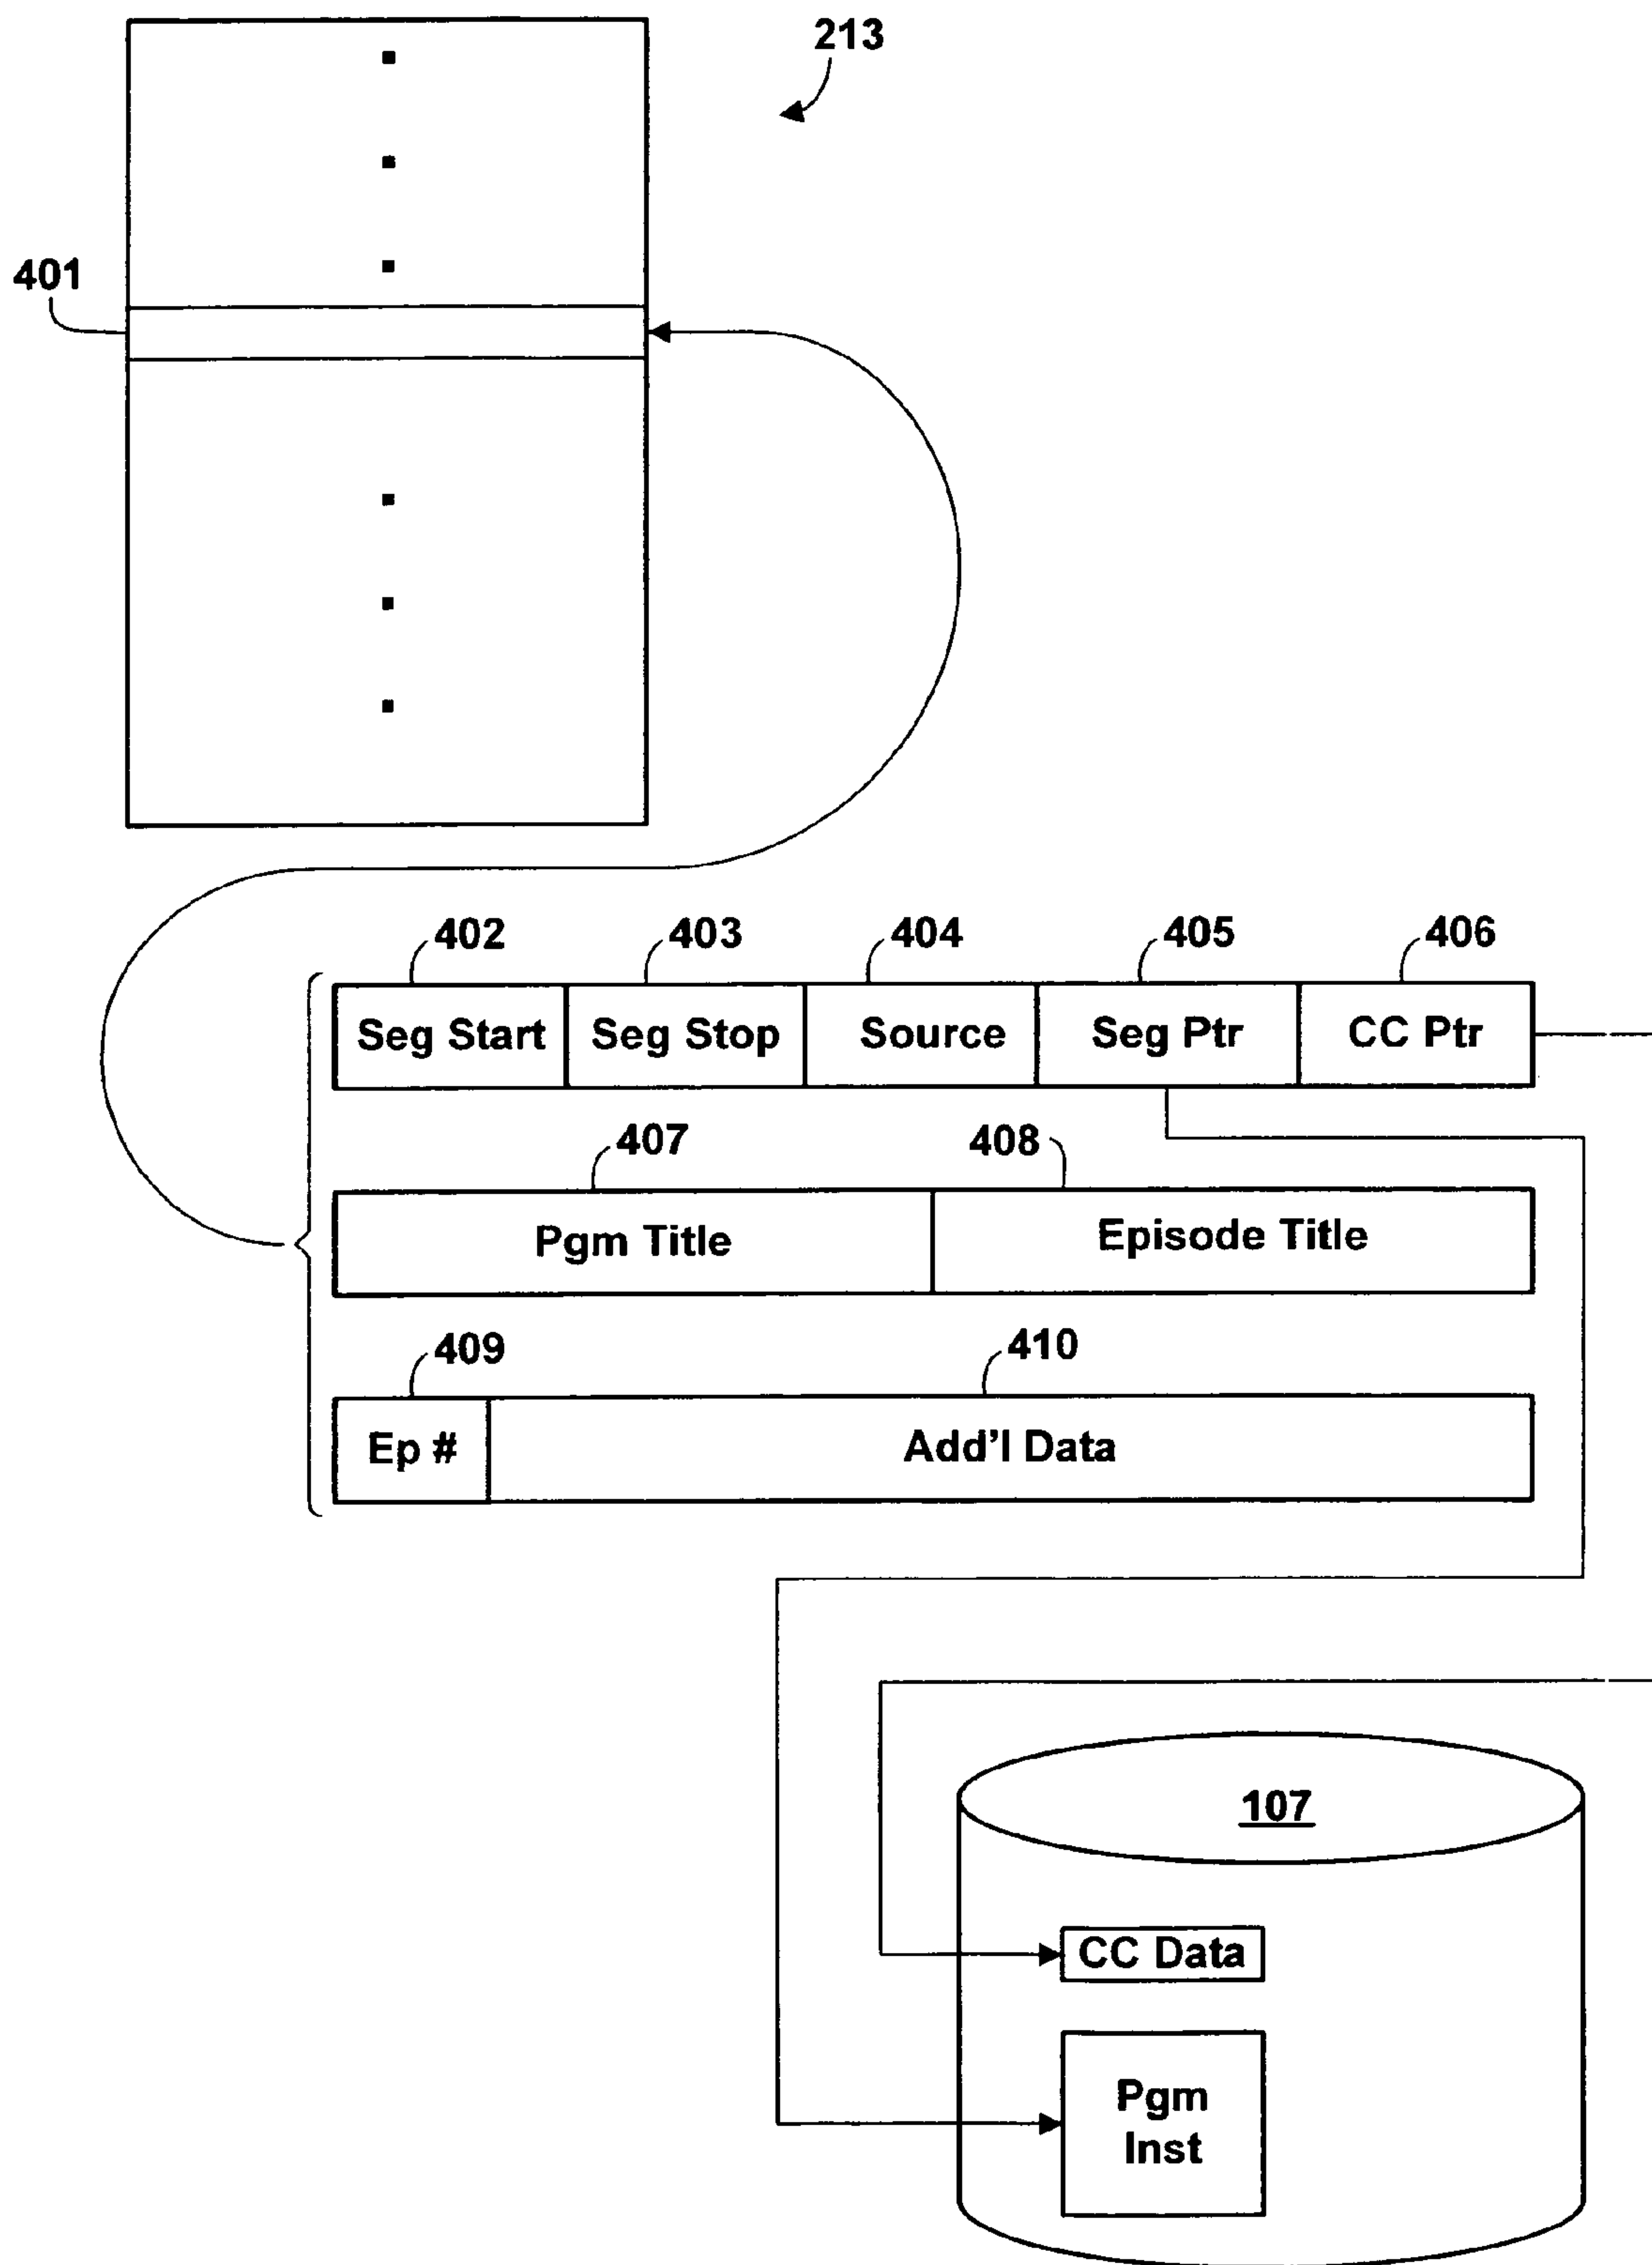 213
401
402 403 404 405 406
Seg Start Seg Stop Source Seg Ptr CC Ptr
407 408
Pgm Title Episode Title
409 410
Ep # Add'l Data
107
CC Data
Pgm
Inst